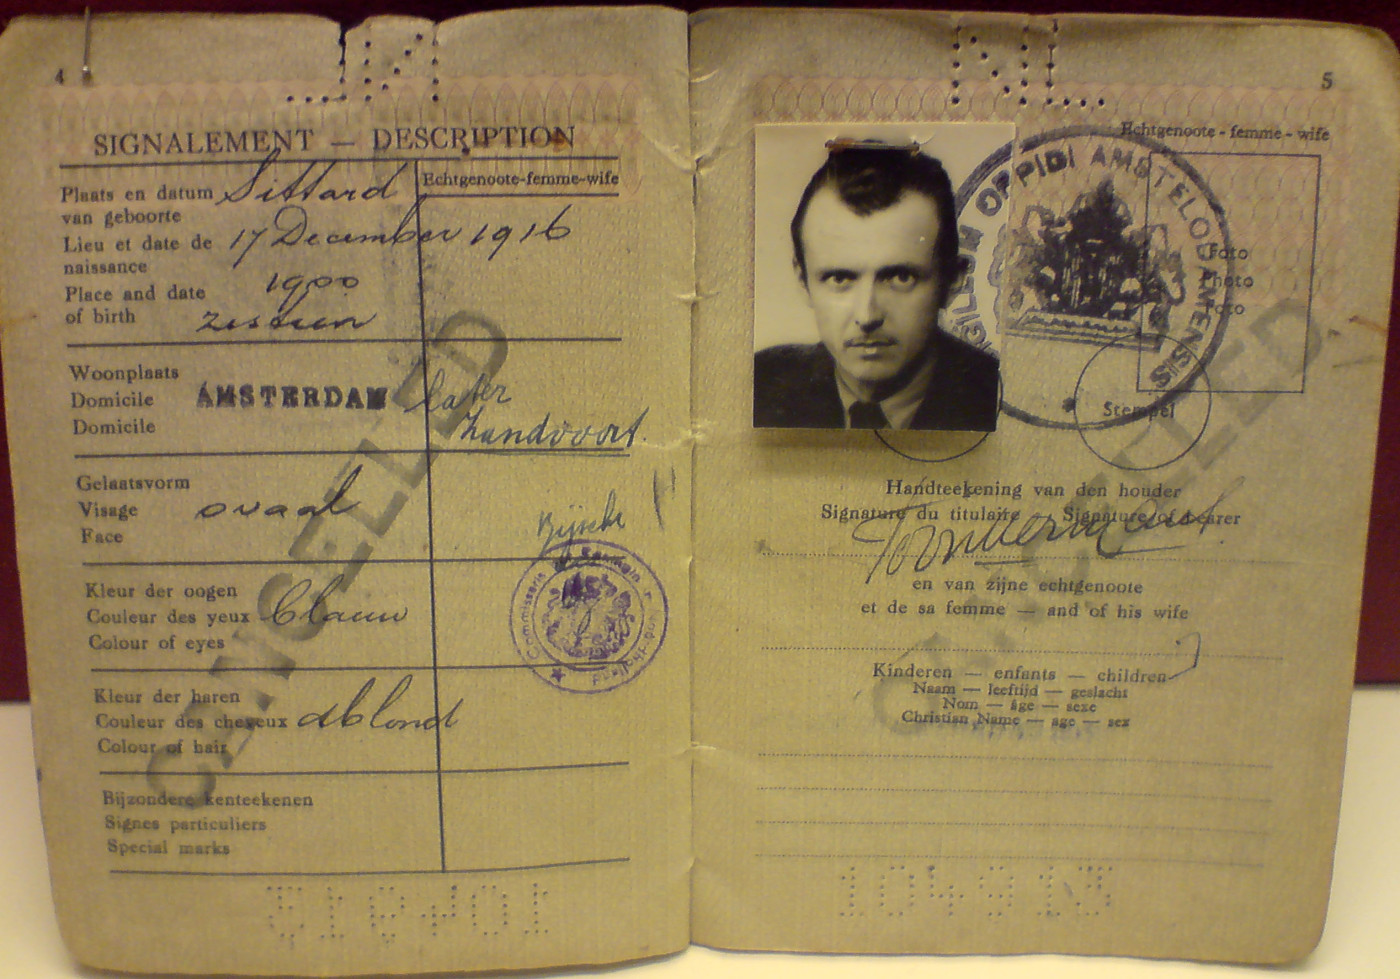 4
SIGNALEMENT — DESCRIPTION
Echtgenoote-femme-wife
Plaats en datum Sittard
van geboorte
Lieu et date de 17 December 1916
naissance
Place and date 1900
of birth zestien
Woonplaats
Domicile AMSTERDAM later
Domicile Zandvoort.
Gelaatsvorm
Visage ovaal
Face
Kleur der oogen
Couleur des yeux blauw
Colour of eyes
Kleur der haren
Couleur des cheveux dblond
Colour of hair
Bijzondere kenteekenen
Signes particuliers
Special marks
CANCELLED
NL
5
Echtgenoote - femme - wife
SIGILLUM OPPIDI AMSTELODAMENSIS
Foto
Photo
Foto
Stempel
Handteekening van den houder
Signature du titulaire — Signature of bearer
en van zijne echtgenoote
et de sa femme — and of his wife
Kinderen — enfants — children
Naam — leeftijd — geslacht
Nom — âge — sexe
Christian Name — age — sex
CANCELLED
104913